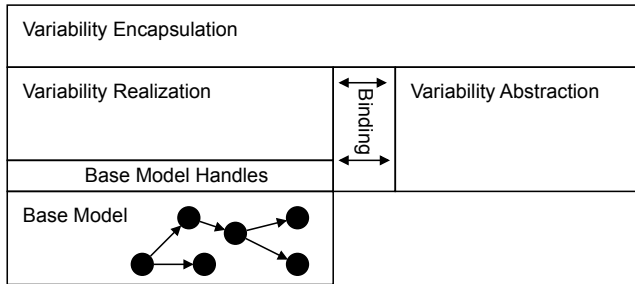 Variability Encapsulation
Variability Realization
Binding
Variability Abstraction
Base Model Handles
Base Model